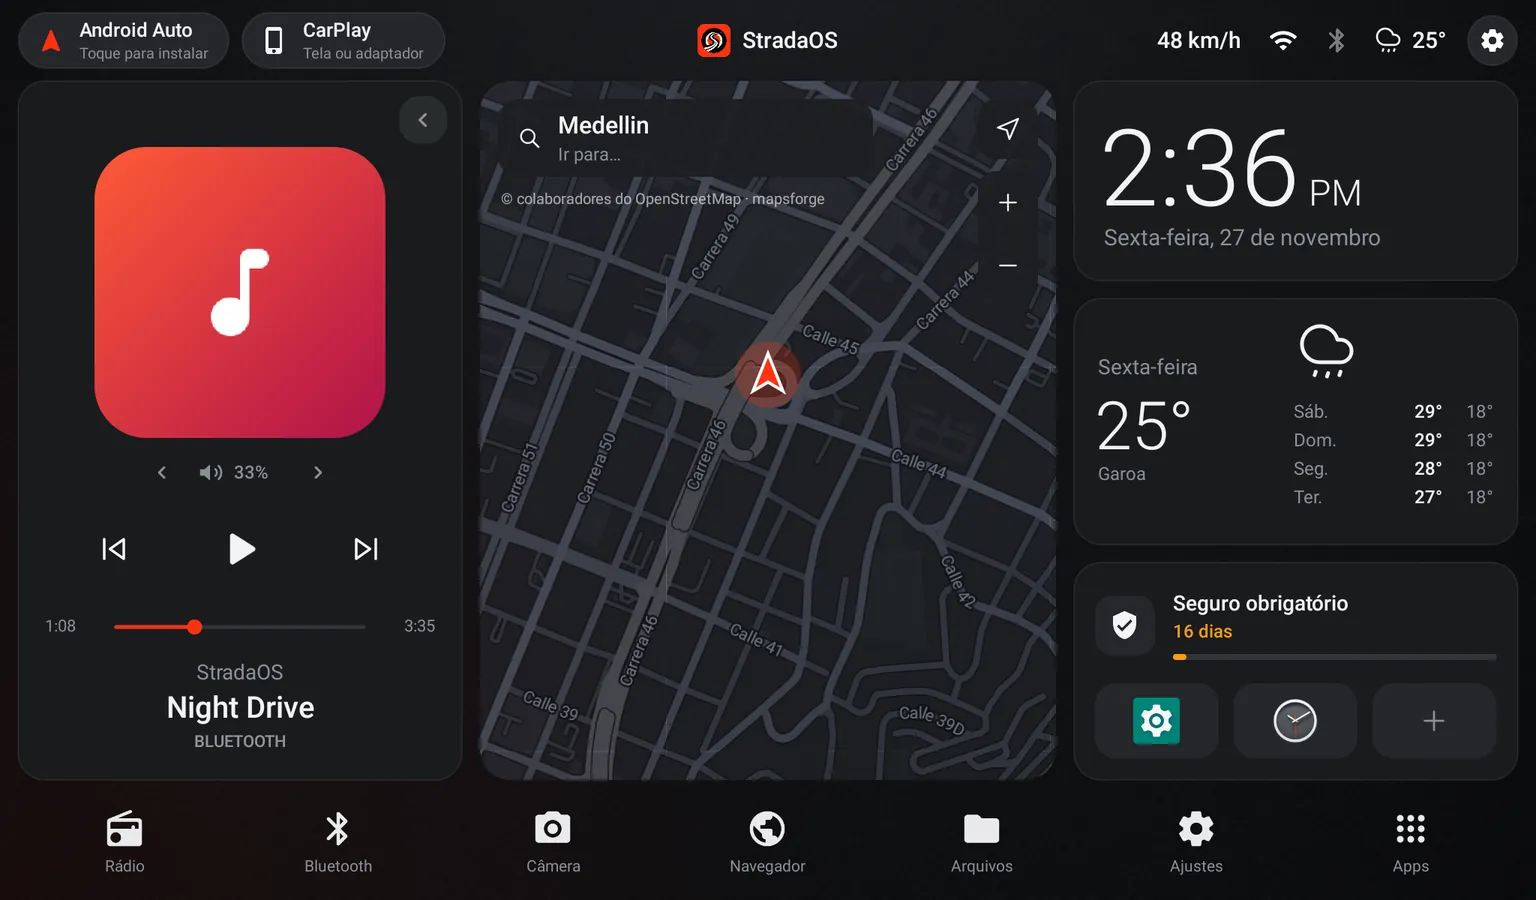 Android Auto
Toque para instalar
CarPlay
Tela ou adaptador
StradaOS
48 km/h
25°
Medellin
Ir para...
© colaboradores do OpenStreetMap · mapsforge
Carrera 46
Carrera 49
Carrera 44
Calle 45
Carrera 46
Carrera 50
Carrera 51
Calle 44
Calle 42
Calle 41
Carrera 46
Calle 39
Calle 39D
33%
1:08
3:35
StradaOS
Night Drive
BLUETOOTH
2:36 PM
Sexta-feira, 27 de novembro
Sexta-feira
25°
Garoa
Sáb. 29° 18°
Dom. 29° 18°
Seg. 28° 18°
Ter. 27° 18°
Seguro obrigatório
16 dias
Rádio
Bluetooth
Câmera
Navegador
Arquivos
Ajustes
Apps